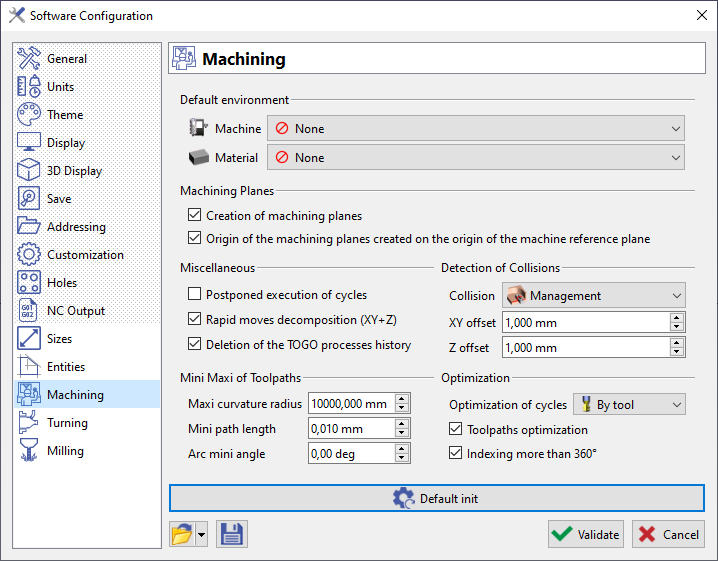 Software Configuration
General
Units
Theme
Display
3D Display
Save
Addressing
Customization
Holes
G01
G02
NC Output
Sizes
Entities
Machining
Turning
Milling
Machining
Default environment
Machine None
Material None
Machining Planes
Creation of machining planes
Origin of the machining planes created on the origin of the machine reference plane
Miscellaneous
Postponed execution of cycles
Rapid moves decomposition (XY+Z)
Deletion of the TOGO processes history
Detection of Collisions
Collision Management
XY offset 1,000 mm
Z offset 1,000 mm
Mini Maxi of Toolpaths
Maxi curvature radius 10000,000 mm
Mini path length 0,010 mm
Arc mini angle 0,00 deg
Optimization
Optimization of cycles By tool
Toolpaths optimization
Indexing more than 360°
Default init
Validate
Cancel